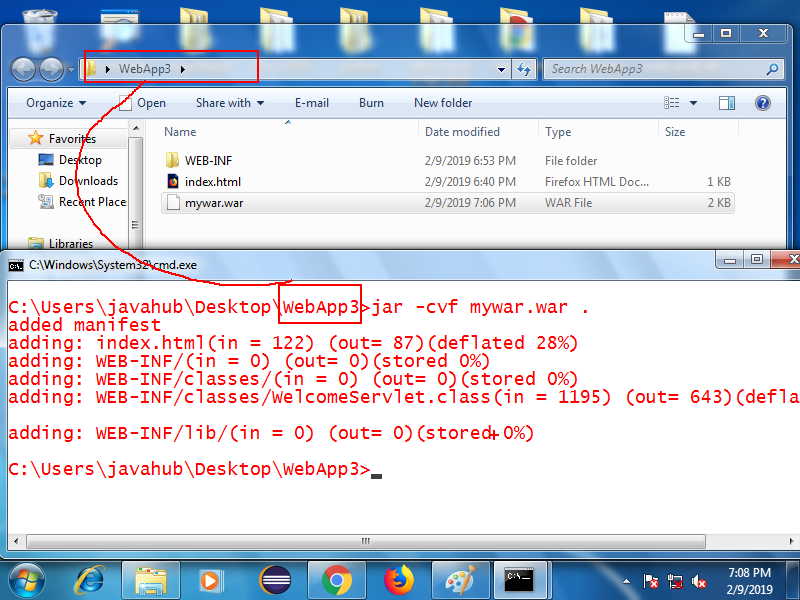 WebApp3
Search WebApp3
Organize Open Share with E-mail Burn New folder
Name Date modified Type Size
Favorites
Desktop
Downloads
Recent Place
Libraries
WEB-INF 2/9/2019 6:53 PM File folder
index.html 2/9/2019 6:40 PM Firefox HTML Doc... 1 KB
mywar.war 2/9/2019 7:06 PM WAR File 2 KB
C:\Windows\System32\cmd.exe
C:\Users\javahub\Desktop\WebApp3>jar -cvf mywar.war .
added manifest
adding: index.html(in = 122) (out= 87)(deflated 28%)
adding: WEB-INF/(in = 0) (out= 0)(stored 0%)
adding: WEB-INF/classes/(in = 0) (out= 0)(stored 0%)
adding: WEB-INF/classes/WelcomeServlet.class(in = 1195) (out= 643)(defla
adding: WEB-INF/lib/(in = 0) (out= 0)(stored 0%)
C:\Users\javahub\Desktop\WebApp3>
7:08 PM
2/9/2019